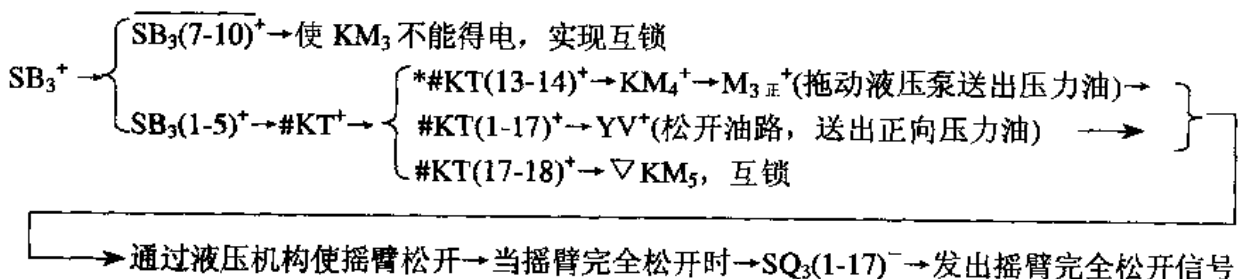 SB₃(7-10)⁺→使 KM₃ 不能得电，实现互锁
SB₃⁺→
*#KT(13-14)⁺→KM₄⁺→M₃正⁺(拖动液压泵送出压力油)→
SB₃(1-5)⁺→#KT⁺→
#KT(1-17)⁺→YV⁺(松开油路，送出正向压力油) →
#KT(17-18)⁺→▽KM₅，互锁
→通过液压机构使摇臂松开→当摇臂完全松开时→SQ₃(1-17)⁻→发出摇臂完全松开信号